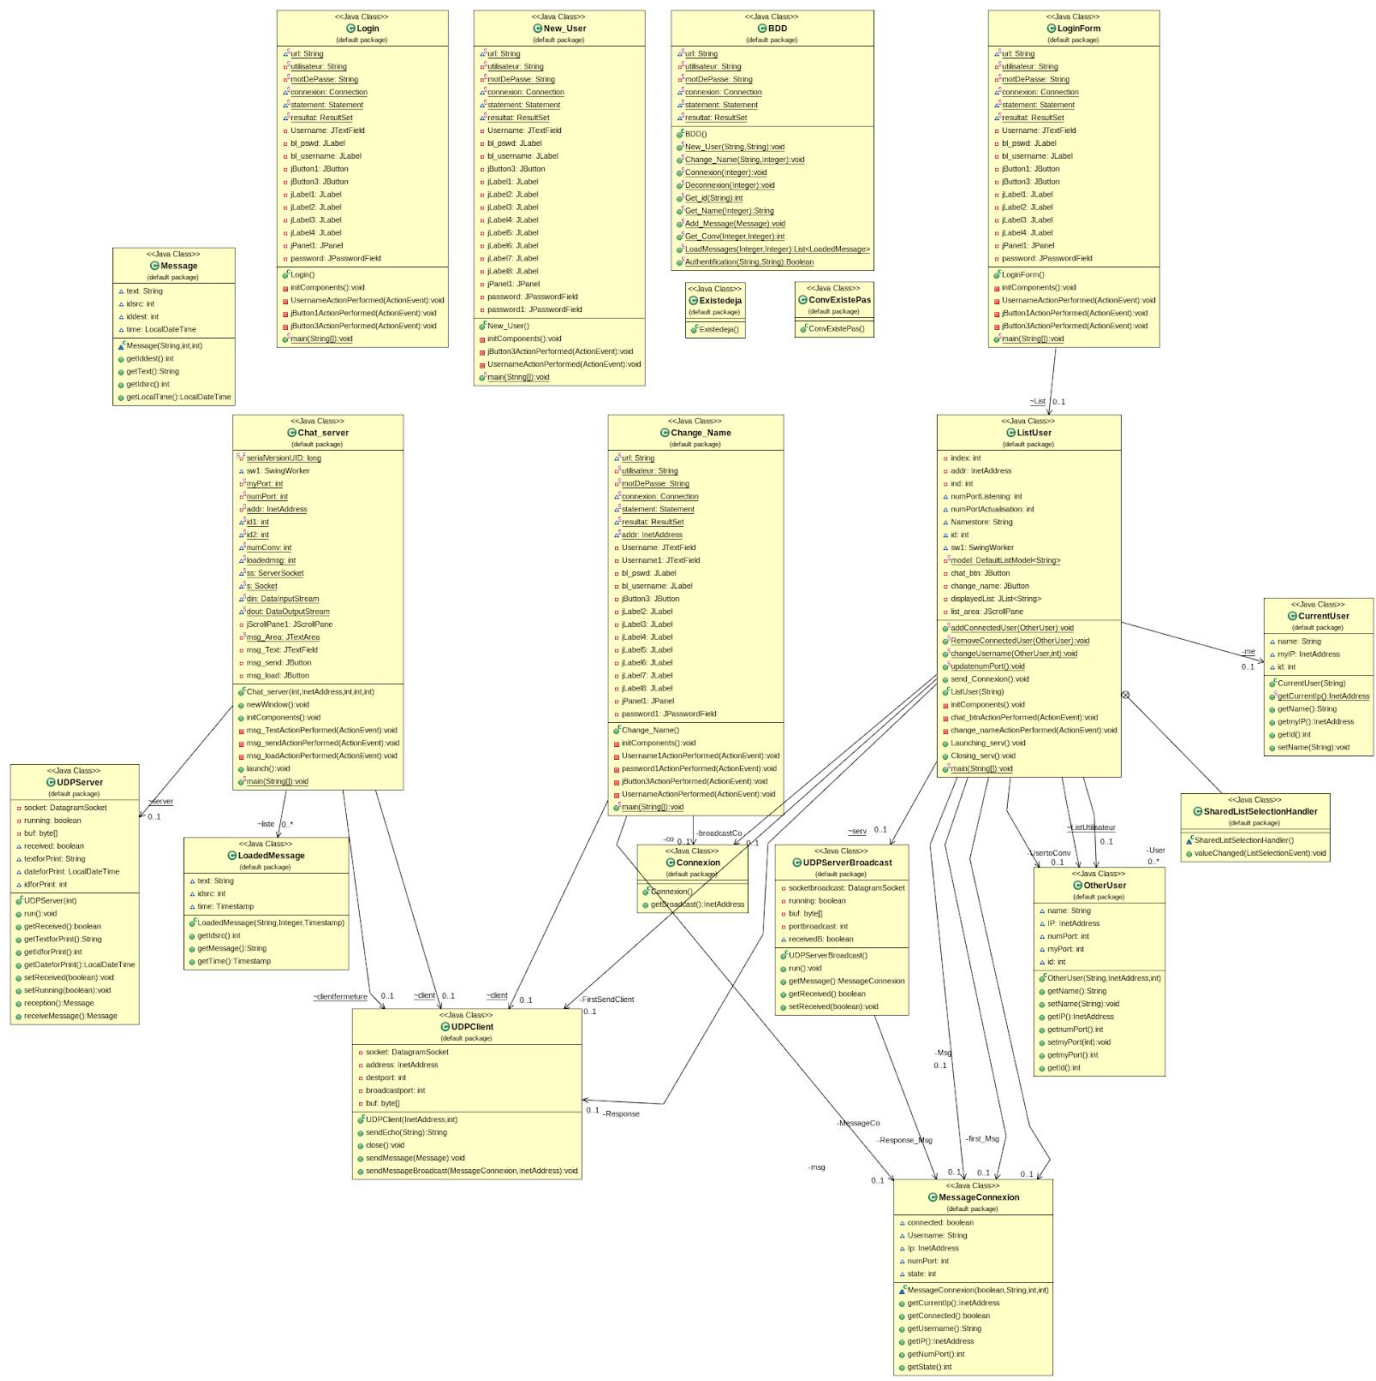 <<Java Class>>
Login
(default package)
url: String
utilisateur: String
motDePasse: String
connexion: Connection
statement: Statement
resultat: ResultSet
Username: JTextField
bl_pswd: JLabel
bl_username: JLabel
jButton1: JButton
jButton3: JButton
jLabel1: JLabel
jLabel2: JLabel
jLabel3: JLabel
jLabel4: JLabel
jPanel1: JPanel
password: JPasswordField
Login()
initComponents():void
UsernameActionPerformed(ActionEvent):void
jButton1ActionPerformed(ActionEvent):void
jButton3ActionPerformed(ActionEvent):void
main(String[]):void
<<Java Class>>
New_User
(default package)
url: String
utilisateur: String
motDePasse: String
connexion: Connection
statement: Statement
resultat: ResultSet
Username: JTextField
bl_pswd: JLabel
bl_username: JLabel
jButton3: JButton
jLabel1: JLabel
jLabel2: JLabel
jLabel3: JLabel
jLabel4: JLabel
jLabel5: JLabel
jLabel6: JLabel
jLabel7: JLabel
jLabel8: JLabel
jPanel1: JPanel
password: JPasswordField
password1: JPasswordField
New_User()
initComponents():void
jButton3ActionPerformed(ActionEvent):void
UsernameActionPerformed(ActionEvent):void
main(String[]):void
<<Java Class>>
BDD
(default package)
url: String
utilisateur: String
motDePasse: String
connexion: Connection
statement: Statement
resultat: ResultSet
BDD()
New_User(String,String):void
Change_Name(String,Integer):void
Connexion(Integer):void
Deconnexion(Integer):void
Get_id(String):int
Get_Name(Integer):String
Add_Message(Message):void
Get_Conv(Integer,Integer):int
LoadMessages(Integer,Integer):List<LoadedMessage>
Authentification(String,String):Boolean
<<Java Class>>
Existedeja
(default package)
Existedeja()
<<Java Class>>
ConvExistePas
(default package)
ConvExistePas()
<<Java Class>>
LoginForm
(default package)
url: String
utilisateur: String
motDePasse: String
connexion: Connection
statement: Statement
resultat: ResultSet
Username: JTextField
bl_pswd: JLabel
bl_username: JLabel
jButton1: JButton
jButton3: JButton
jLabel1: JLabel
jLabel2: JLabel
jLabel3: JLabel
jLabel4: JLabel
jPanel1: JPanel
password: JPasswordField
LoginForm()
initComponents():void
UsernameActionPerformed(ActionEvent):void
jButton1ActionPerformed(ActionEvent):void
jButton3ActionPerformed(ActionEvent):void
main(String[]):void
~List 0..1
<<Java Class>>
Message
(default package)
text: String
idsrc: int
iddest: int
time: LocalDateTime
Message(String,int,int)
getIddest():int
getText():String
getIdsrc():int
getLocalTime():LocalDateTime
<<Java Class>>
Chat_server
(default package)
serialVersionUID: long
sw1: SwingWorker
myPort: int
numPort: int
addr: InetAddress
id1: int
id2: int
numConv: int
loadedmsg: int
ss: ServerSocket
s: Socket
din: DataInputStream
dout: DataOutputStream
jScrollPane1: JScrollPane
msg_Area: JTextArea
msg_Text: JTextField
msg_send: JButton
msg_load: JButton
Chat_server(int,InetAddress,int,int,int)
newWindow():void
initComponents():void
msg_TextActionPerformed(ActionEvent):void
msg_sendActionPerformed(ActionEvent):void
msg_loadActionPerformed(ActionEvent):void
launch():void
main(String[]):void
<<Java Class>>
Change_Name
(default package)
url: String
utilisateur: String
motDePasse: String
connexion: Connection
statement: Statement
resultat: ResultSet
addr: InetAddress
Username: JTextField
Username1: JTextField
bl_pswd: JLabel
bl_username: JLabel
jButton3: JButton
jLabel2: JLabel
jLabel3: JLabel
jLabel4: JLabel
jLabel5: JLabel
jLabel6: JLabel
jLabel7: JLabel
jLabel8: JLabel
jPanel1: JPanel
password1: JPasswordField
Change_Name()
initComponents():void
Username1ActionPerformed(ActionEvent):void
password1ActionPerformed(ActionEvent):void
jButton3ActionPerformed(ActionEvent):void
UsernameActionPerformed(ActionEvent):void
main(String[]):void
<<Java Class>>
ListUser
(default package)
index: int
addr: InetAddress
ind: int
numPortListening: int
numPortActualisation: int
Namestore: String
id: int
sw1: SwingWorker
model: DefaultListModel<String>
chat_btn: JButton
change_name: JButton
displayedList: JList<String>
list_area: JScrollPane
addConnectedUser(OtherUser):void
RemoveConnectedUser(OtherUser):void
changeUsername(OtherUser,int):void
updatenumPort():void
send_Connexion():void
ListUser(String)
initComponents():void
chat_btnActionPerformed(ActionEvent):void
change_nameActionPerformed(ActionEvent):void
Launching_serv():void
Closing_serv():void
main(String[]):void
-me
0..1
<<Java Class>>
CurrentUser
(default package)
name: String
myIP: InetAddress
id: int
CurrentUser(String)
getCurrentIp():InetAddress
getName():String
getmyIP():InetAddress
getId():int
setName(String):void
<<Java Class>>
SharedListSelectionHandler
(default package)
SharedListSelectionHandler()
valueChanged(ListSelectionEvent):void
<<Java Class>>
UDPServer
(default package)
socket: DatagramSocket
running: boolean
buf: byte[]
received: boolean
textforPrint: String
dateforPrint: LocalDateTime
idforPrint: int
UDPServer(int)
run():void
getReceived():boolean
getTextforPrint():String
getIdforPrint():int
getDateforPrint():LocalDateTime
setReceived(boolean):void
setRunning(boolean):void
reception():Message
receiveMessage():Message
~server
0..1
~liste 0..*
<<Java Class>>
LoadedMessage
(default package)
text: String
idsrc: int
time: Timestamp
LoadedMessage(String,Integer,Timestamp)
getIdsrc():int
getMessage():String
getTime():Timestamp
-co 0..1
-broadcastCo
0..1
<<Java Class>>
Connexion
(default package)
Connexion()
getBroadcast():InetAddress
~serv 0..1
<<Java Class>>
UDPServerBroadcast
(default package)
socketbroadcast: DatagramSocket
running: boolean
buf: byte[]
portbroadcast: int
receivedB: boolean
UDPServerBroadcast()
run():void
getMessage():MessageConnexion
getReceived():boolean
setReceived(boolean):void
~ListUtilisateur
0..1
-UsertoConv
0..1
-User
0..*
<<Java Class>>
OtherUser
(default package)
name: String
IP: InetAddress
numPort: int
myPort: int
id: int
OtherUser(String,InetAddress,int)
getName():String
setName(String):void
getIP():InetAddress
getnumPort():int
setmyPort(int):void
getmyPort():int
getId():int
~clientfermeture 0..1
~client 0..1
~client 0..1
-FirstSendClient
0..1
<<Java Class>>
UDPClient
(default package)
socket: DatagramSocket
address: InetAddress
destport: int
broadcastport: int
buf: byte[]
UDPClient(InetAddress,int)
sendEcho(String):String
close():void
sendMessage(Message):void
sendMessageBroadcast(MessageConnexion,InetAddress):void
0..1 -Response
-Msg
0..1
-MessageCo
-Response_Msg
-first_Msg
-msg
0..1
0..1
0..1
0..1
<<Java Class>>
MessageConnexion
(default package)
connected: boolean
Username: String
Ip: InetAddress
numPort: int
state: int
MessageConnexion(boolean,String,int,int)
getCurrentIp():InetAddress
getConnected():boolean
getUsername():String
getIP():InetAddress
getNumPort():int
getState():int